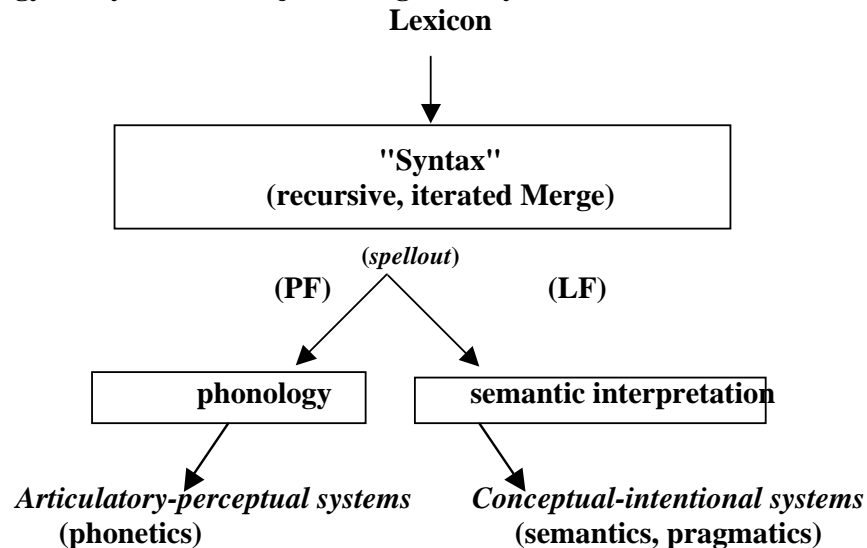 Lexicon
"Syntax"
(recursive, iterated Merge)
(spellout)
(PF) (LF)
phonology semantic interpretation
Articulatory-perceptual systems Conceptual-intentional systems
(phonetics) (semantics, pragmatics)